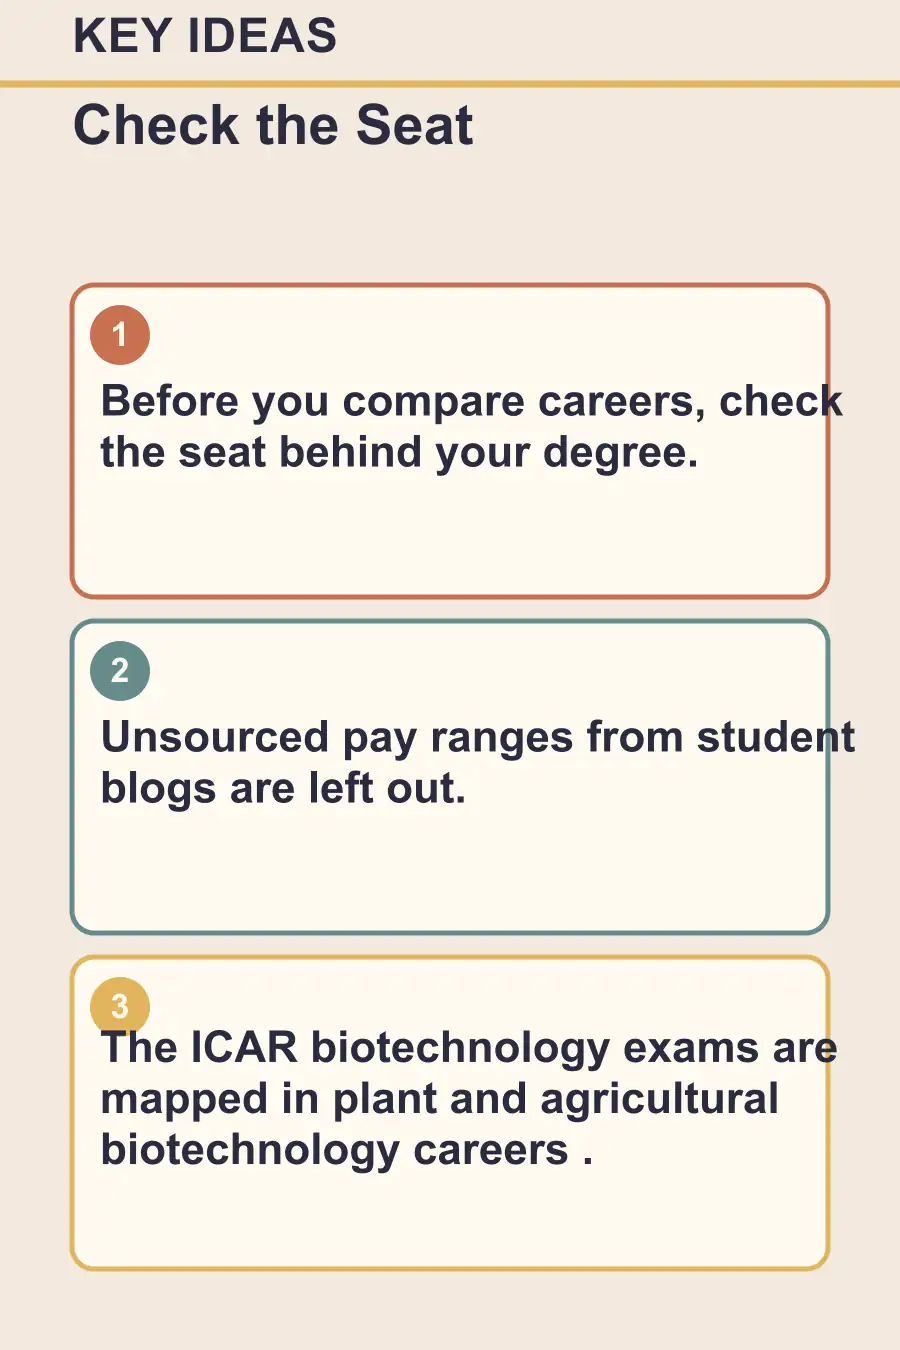 KEY IDEAS
Check the Seat
1
Before you compare careers, check
the seat behind your degree.
2
Unsourced pay ranges from student
blogs are left out.
3
The ICAR biotechnology exams are
mapped in plant and agricultural
biotechnology careers .